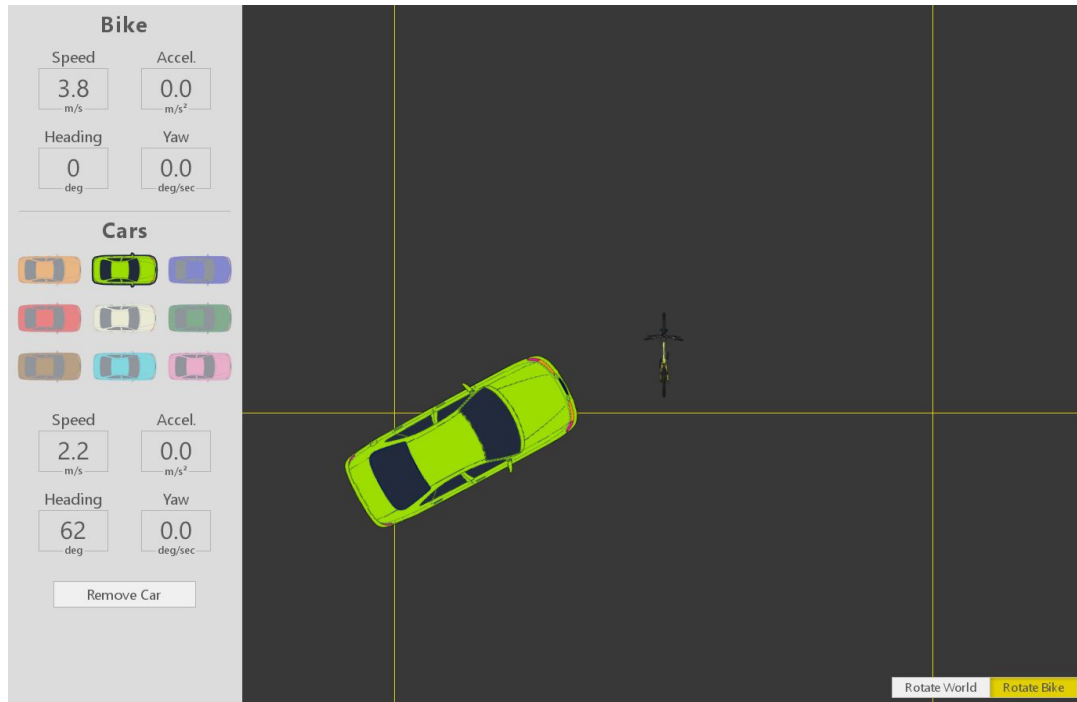 Bike
Speed Accel.
3.8 0.0
m/s m/s²
Heading Yaw
0 0.0
deg deg/sec
Cars
Speed Accel.
2.2 0.0
m/s m/s²
Heading Yaw
62 0.0
deg deg/sec
Remove Car
Rotate World Rotate Bike